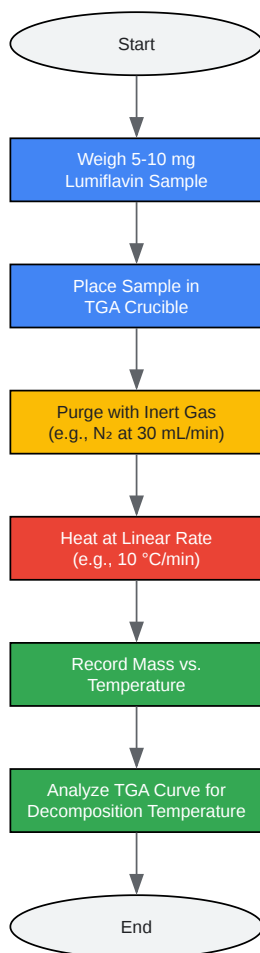 Start
Weigh 5-10 mg
Lumiflavin Sample
Place Sample in
TGA Crucible
Purge with Inert Gas
(e.g., N₂ at 30 mL/min)
Heat at Linear Rate
(e.g., 10 °C/min)
Record Mass vs.
Temperature
Analyze TGA Curve for
Decomposition Temperature
End